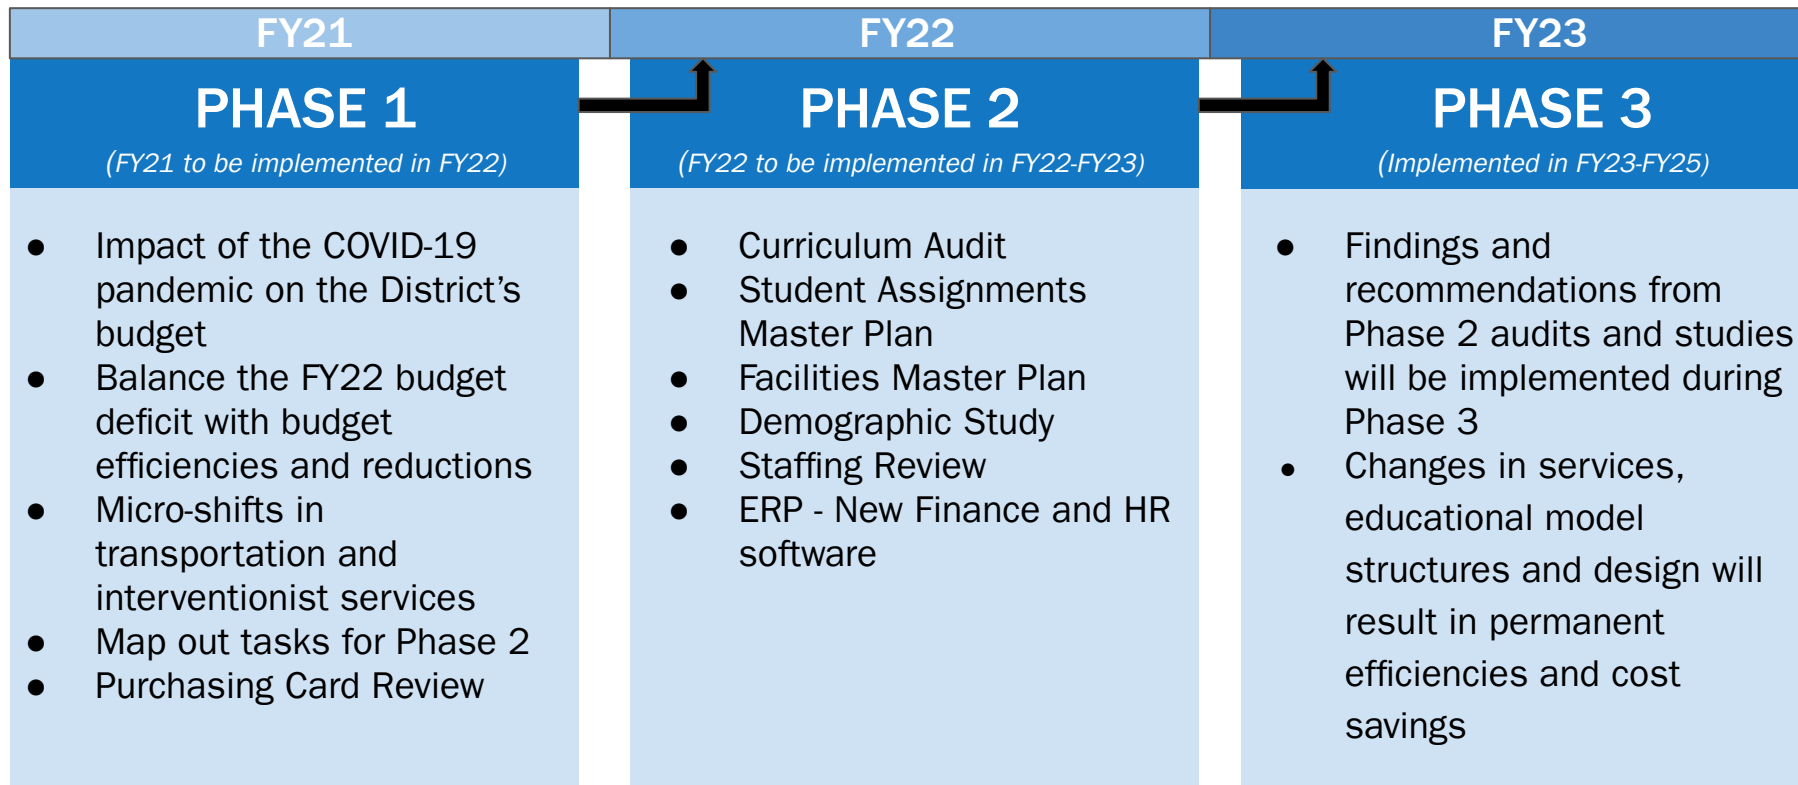 FY21
FY22
FY23
PHASE 1
(FY21 to be implemented in FY22)
● Impact of the COVID-19
pandemic on the District’s
budget
● Balance the FY22 budget
deficit with budget
efficiencies and reductions
● Micro-shifts in
transportation and
interventionist services
● Map out tasks for Phase 2
● Purchasing Card Review
PHASE 2
(FY22 to be implemented in FY22-FY23)
● Curriculum Audit
● Student Assignments
Master Plan
● Facilities Master Plan
● Demographic Study
● Staffing Review
● ERP - New Finance and HR
software
PHASE 3
(Implemented in FY23-FY25)
● Findings and
recommendations from
Phase 2 audits and studies
will be implemented during
Phase 3
● Changes in services,
educational model
structures and design will
result in permanent
efficiencies and cost
savings